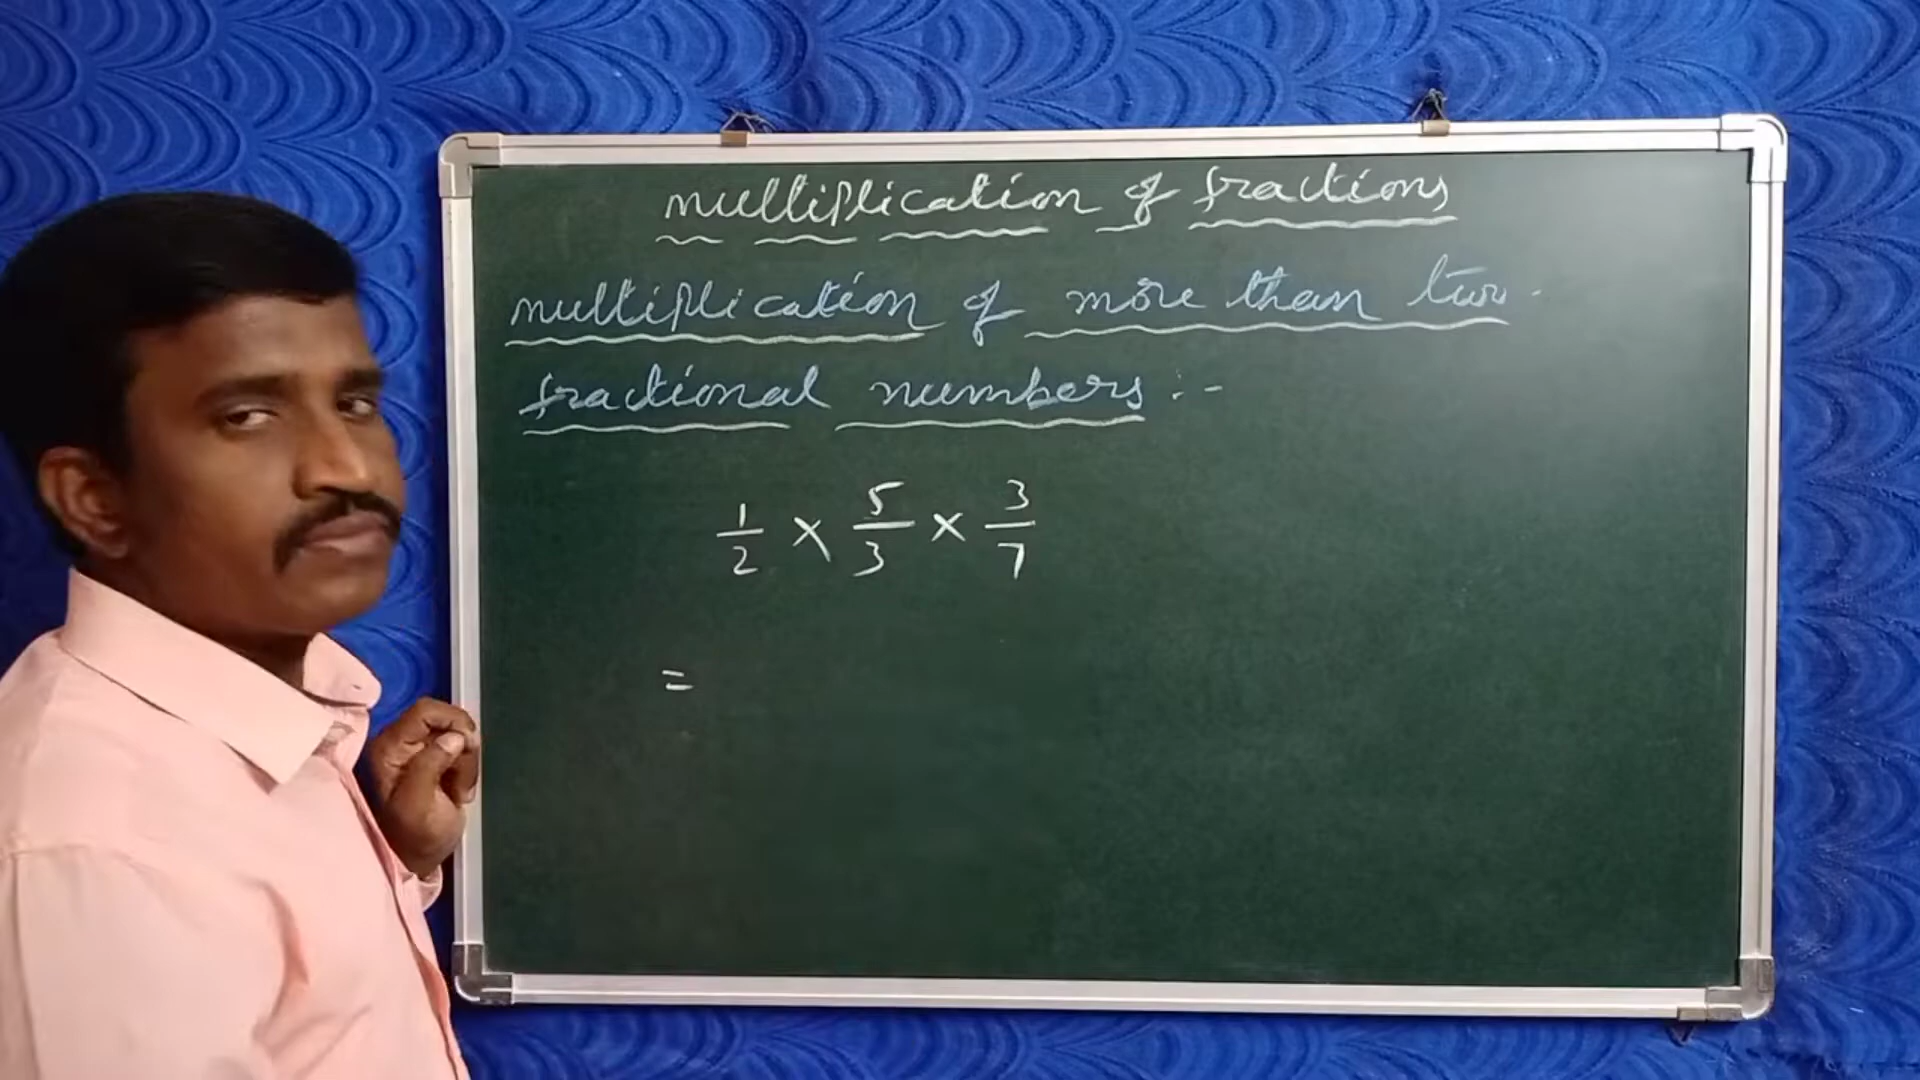 multiplication of fractions
multiplication of more than two
fractional numbers :-
1/2 × 5/3 × 3/7
=